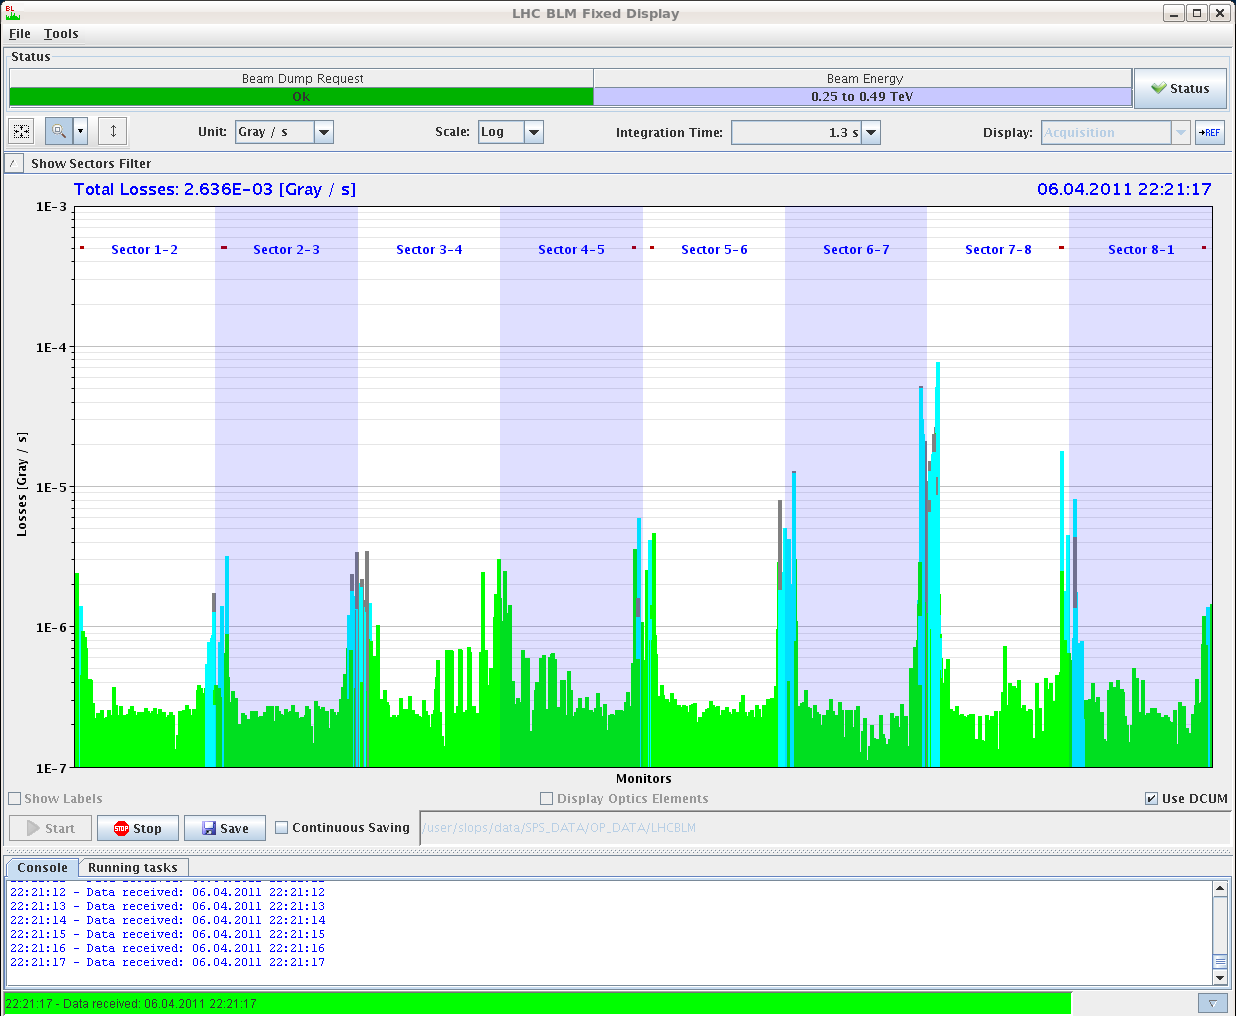 BL
LHC BLM Fixed Display
File Tools
Status
Beam Dump Request Beam Energy
Ok 0.25 to 0.49 TeV
Status
Unit: Gray / s Scale: Log Integration Time: 1.3 s Display: Acquisition REF
Show Sectors Filter
Total Losses: 2.636E-03 [Gray / s] 06.04.2011 22:21:17
1E-3
Sector 1-2 Sector 2-3 Sector 3-4 Sector 4-5 Sector 5-6 Sector 6-7 Sector 7-8 Sector 8-1
1E-4
1E-5
1E-6
1E-7
Losses [Gray / s]
Monitors
Show Labels Display Optics Elements Use DCUM
Start STOP Stop Save Continuous Saving /user/slops/data/SPS_DATA/OP_DATA/LHCBLM
Console Running tasks
22:21:12 - Data received: 06.04.2011 22:21:12
22:21:13 - Data received: 06.04.2011 22:21:13
22:21:14 - Data received: 06.04.2011 22:21:14
22:21:15 - Data received: 06.04.2011 22:21:15
22:21:16 - Data received: 06.04.2011 22:21:16
22:21:17 - Data received: 06.04.2011 22:21:17
22:21:17 - Data received: 06.04.2011 22:21:17